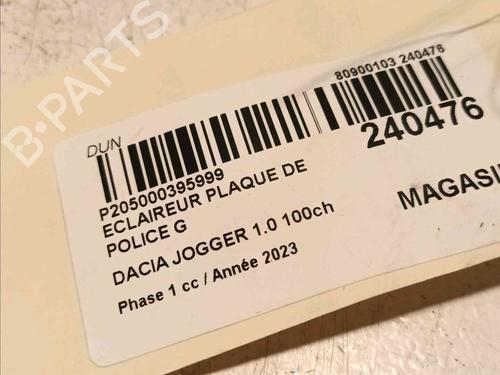 B-PARTS
DUN
80900103 240476
240476
P205000395999
ECLAIREUR PLAQUE DE
POLICE G
MAGASI
DACIA JOGGER 1.0 100ch
Phase 1 cc / Année 2023